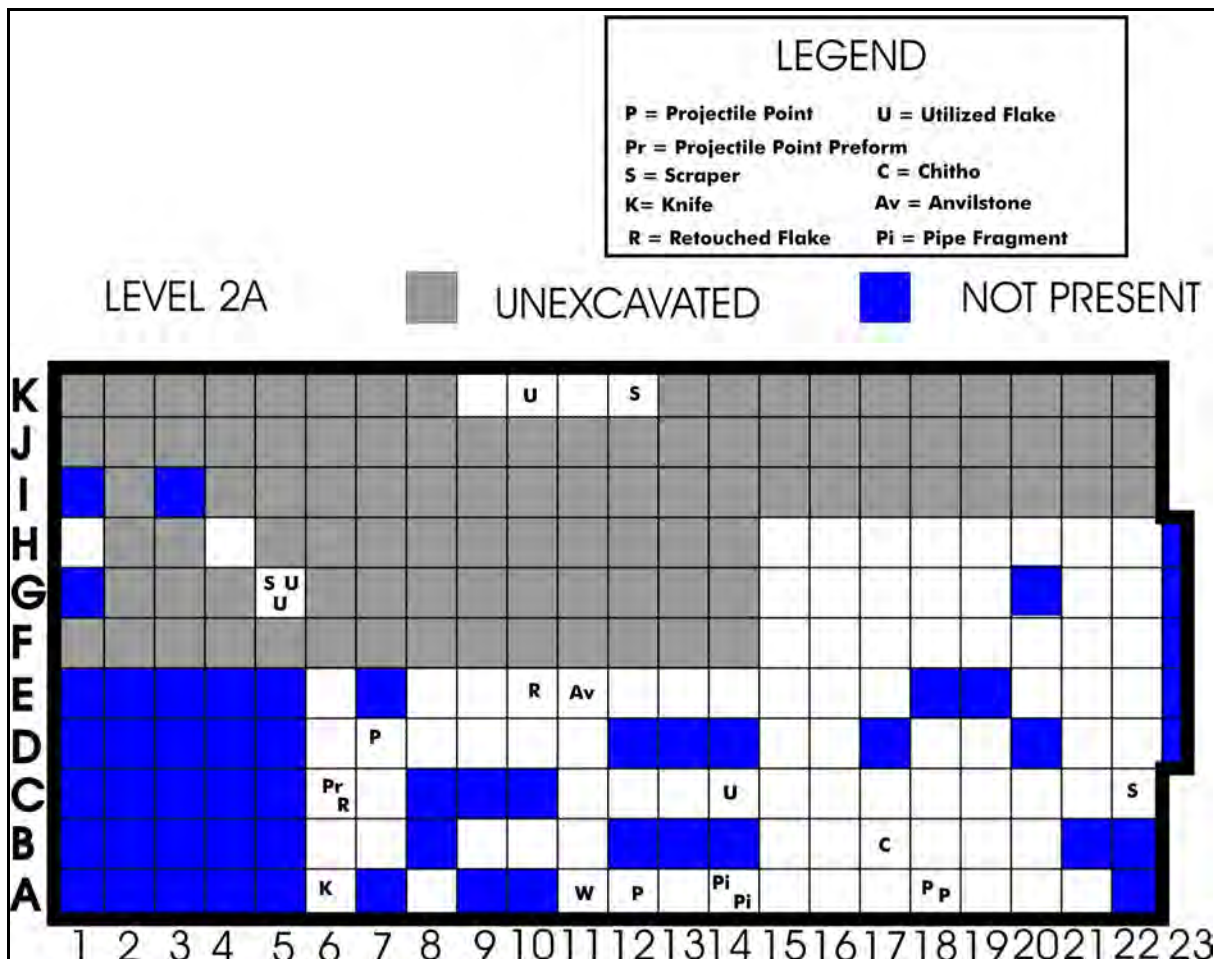 LEGEND
P = Projectile Point U = Utilized Flake
Pr = Projectile Point Preform
S = Scraper C = Chitho
K= Knife Av = Anvilstone
R = Retouched Flake Pi = Pipe Fragment
LEVEL 2A UNEXCAVATED NOT PRESENT
K U S
J
I
H
G S U
U
F
E R Av
D P
C Pr
R U S
B C
A K W P Pi
Pi P P
1 2 3 4 5 6 7 8 9 10 11 12 13 14 15 16 17 18 19 20 21 22 23